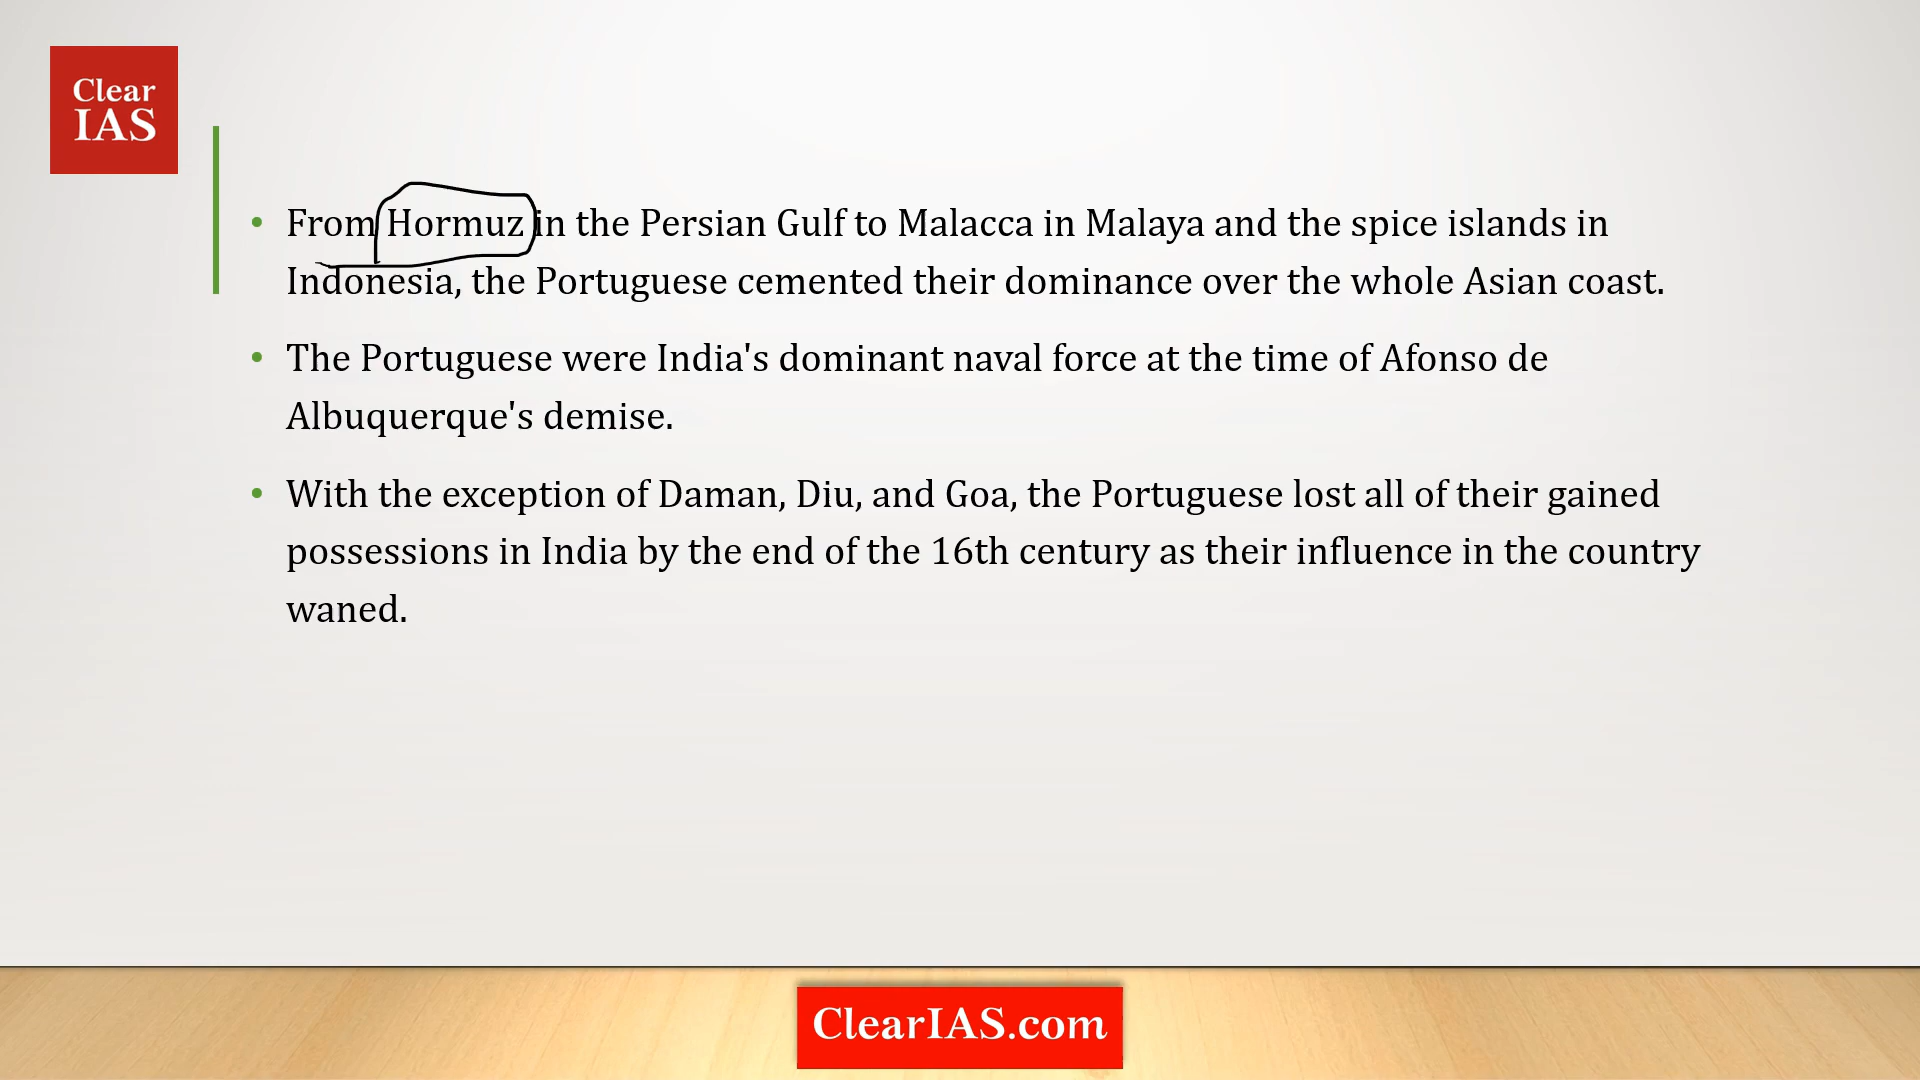 Clear
IAS
• From Hormuz in the Persian Gulf to Malacca in Malaya and the spice islands in
Indonesia, the Portuguese cemented their dominance over the whole Asian coast.
• The Portuguese were India's dominant naval force at the time of Afonso de
Albuquerque's demise.
• With the exception of Daman, Diu, and Goa, the Portuguese lost all of their gained
possessions in India by the end of the 16th century as their influence in the country
waned.
ClearIAS.com